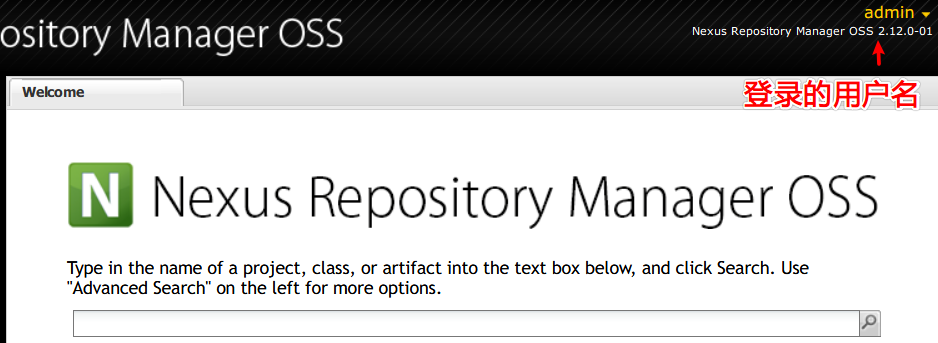 ository Manager OSS
admin
Nexus Repository Manager OSS 2.12.0-01
登录的用户名
Welcome
N Nexus Repository Manager OSS
Type in the name of a project, class, or artifact into the text box below, and click Search. Use
"Advanced Search" on the left for more options.